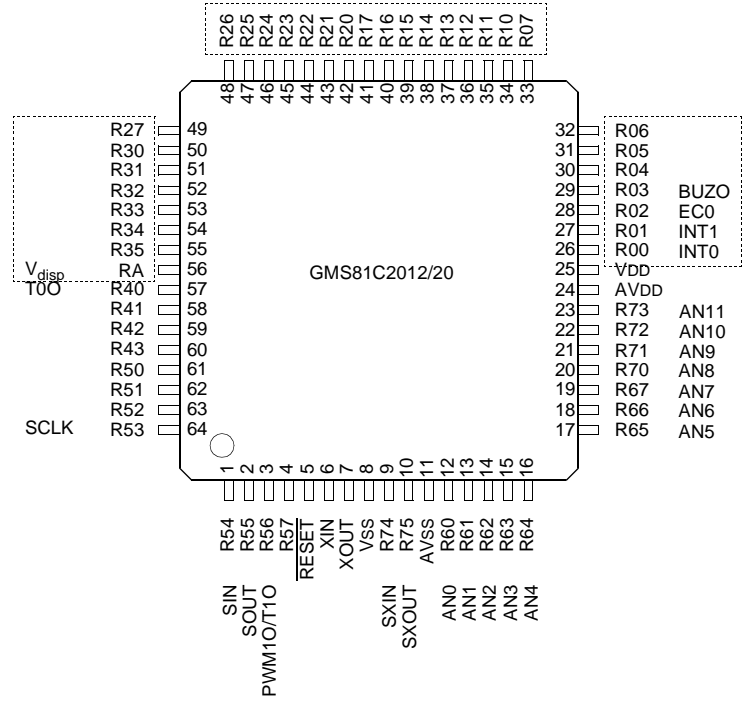 R26 R25 R24 R23 R22 R21 R20 R17 R16 R15 R14 R13 R12 R11 R10 R07
48 47 46 45 44 43 42 41 40 39 38 37 36 35 34 33
R27 49 32 R06
R30 50 31 R05
R31 51 30 R04
R32 52 29 R03 BUZO
R33 53 28 R02 EC0
R34 54 27 R01 INT1
R35 55 26 R00 INT0
Vdisp RA 56 GMS81C2012/20 25 VDD
T0O R40 57 24 AVDD
R41 58 23 R73 AN11
R42 59 22 R72 AN10
R43 60 21 R71 AN9
R50 61 20 R70 AN8
R51 62 19 R67 AN7
R52 63 18 R66 AN6
SCLK R53 64 17 R65 AN5
1 2 3 4 5 6 7 8 9 10 11 12 13 14 15 16
R54 R55 R56 R57 RESET XIN XOUT VSS R74 R75 AVSS R60 R61 R62 R63 R64
SIN SOUT PWM1O/T1O SXIN SXOUT AN0 AN1 AN2 AN3 AN4